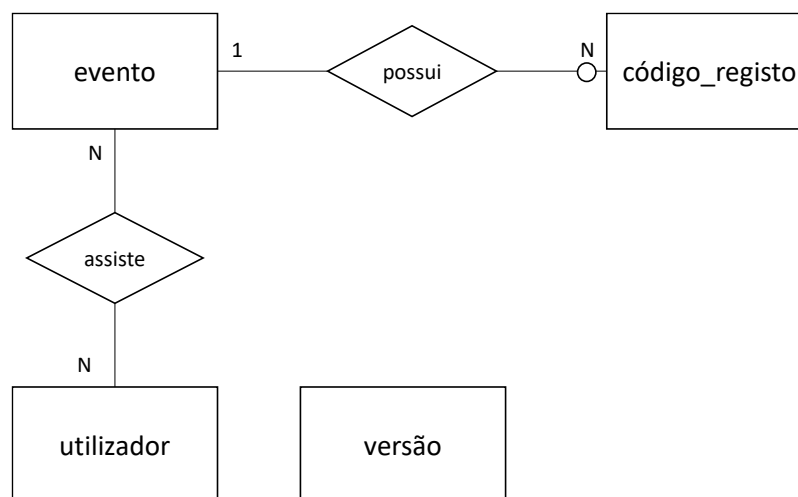 evento
1
possui
N
código_registo
N
assiste
N
utilizador
versão